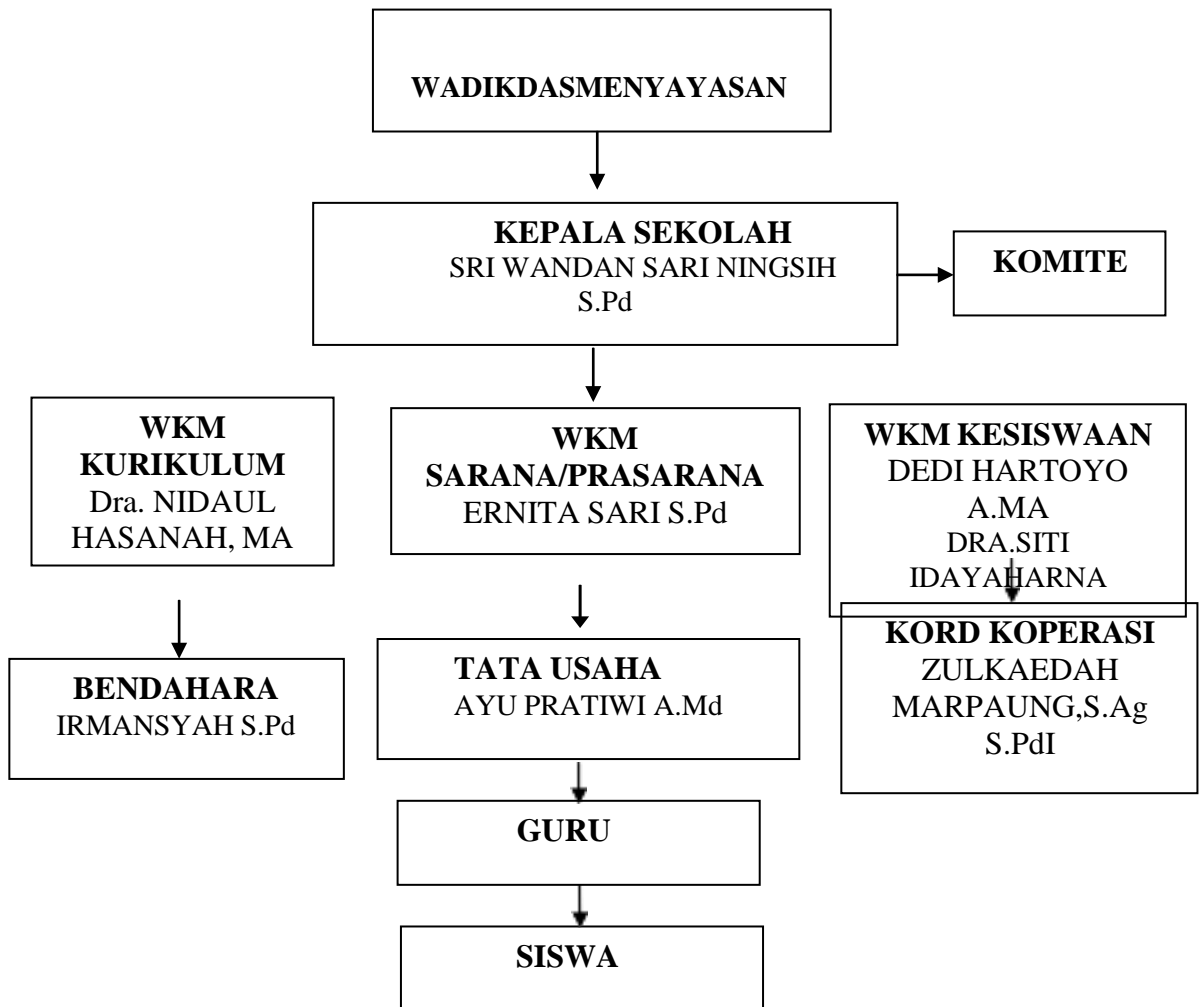 WADIKDASMENYAYASAN
KEPALA SEKOLAH
SRI WANDAN SARI NINGSIH
S.Pd
KOMITE
WKM
KURIKULUM
Dra. NIDAUL
HASANAH, MA
WKM
SARANA/PRASARANA
ERNITA SARI S.Pd
WKM KESISWAAN
DEDI HARTOYO
A.MA
DRA.SITI
IDAYAHARNA
BENDAHARA
IRMANSYAH S.Pd
TATA USAHA
AYU PRATIWI A.Md
KORD KOPERASI
ZULKAEDAH
MARPAUNG,S.Ag
S.PdI
GURU
SISWA